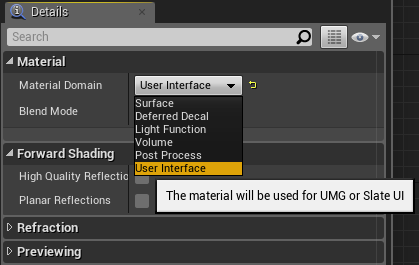 Details
Search
Material
Material Domain
User Interface
Blend Mode
Surface
Deferred Decal
Light Function
Volume
Post Process
User Interface
Forward Shading
High Quality Reflectio
The material will be used for UMG or Slate UI
Planar Reflections
Refraction
Previewing